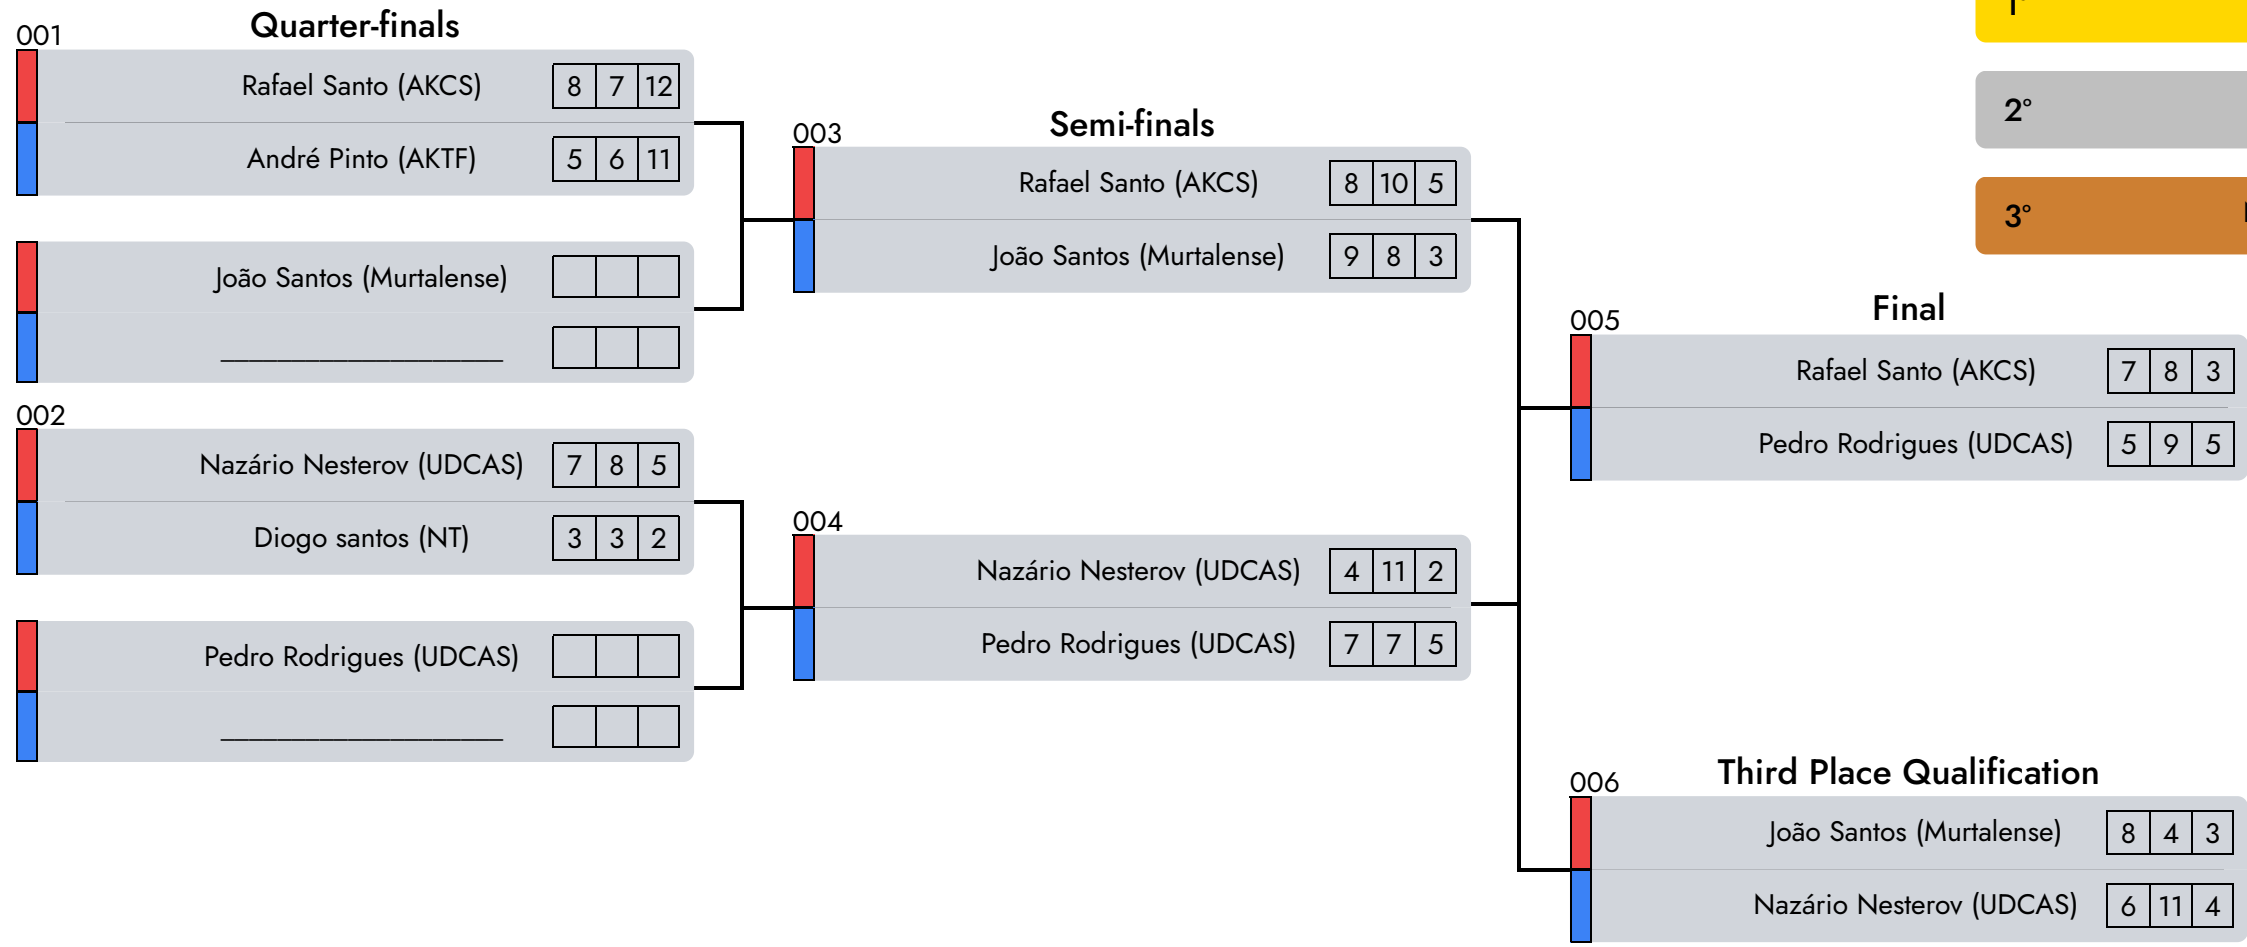 Quarter-finals
001
Rafael Santo (AKCS) 8 7 12
André Pinto (AKTF) 5 6 11
João Santos (Murtalense)
____________________
002
Nazário Nesterov (UDCAS) 7 8 5
Diogo santos (NT) 3 3 2
Pedro Rodrigues (UDCAS)
____________________
Semi-finals
003
Rafael Santo (AKCS) 8 10 5
João Santos (Murtalense) 9 8 3
004
Nazário Nesterov (UDCAS) 4 11 2
Pedro Rodrigues (UDCAS) 7 7 5
1°
2°
3°
Final
005
Rafael Santo (AKCS) 7 8 3
Pedro Rodrigues (UDCAS) 5 9 5
Third Place Qualification
006
João Santos (Murtalense) 8 4 3
Nazário Nesterov (UDCAS) 6 11 4